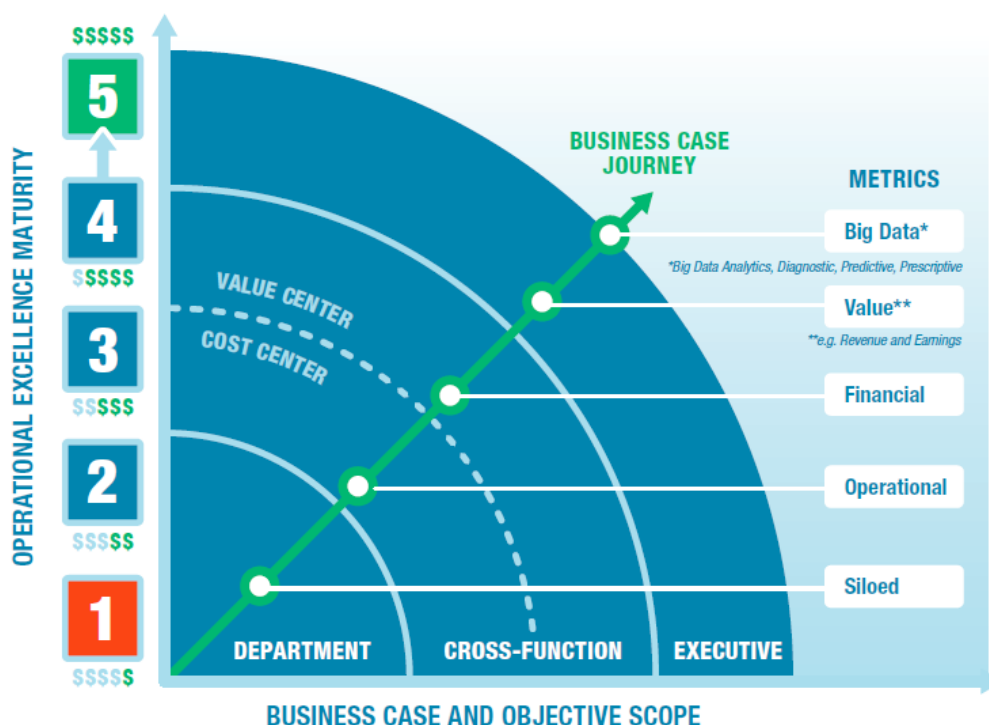 $$$$$
5
4
$$$$$
3
$$$$$
2
$$$$$
1
$$$$$
OPERATIONAL EXCELLENCE MATURITY
VALUE CENTER
COST CENTER
BUSINESS CASE
JOURNEY
METRICS
Big Data*
*Big Data Analytics, Diagnostic, Predictive, Prescriptive
Value**
**e.g. Revenue and Earnings
Financial
Operational
Siloed
DEPARTMENT
CROSS-FUNCTION
EXECUTIVE
BUSINESS CASE AND OBJECTIVE SCOPE